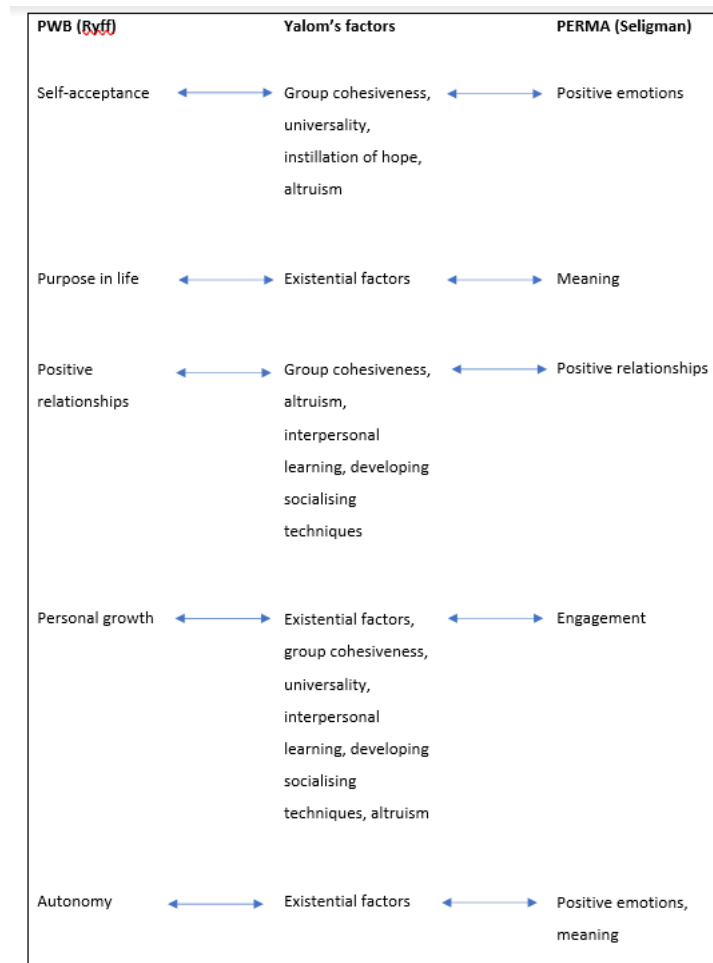 PWB (Ryff) Yalom's factors PERMA (Seligman)
Self-acceptance Group cohesiveness, Positive emotions
universality,
instillation of hope,
altruism
Purpose in life Existential factors Meaning
Positive Group cohesiveness, Positive relationships
relationships altruism,
interpersonal
learning, developing
socialising
techniques
Personal growth Existential factors, Engagement
group cohesiveness,
universality,
interpersonal
learning, developing
socialising
techniques, altruism
Autonomy Existential factors Positive emotions,
meaning